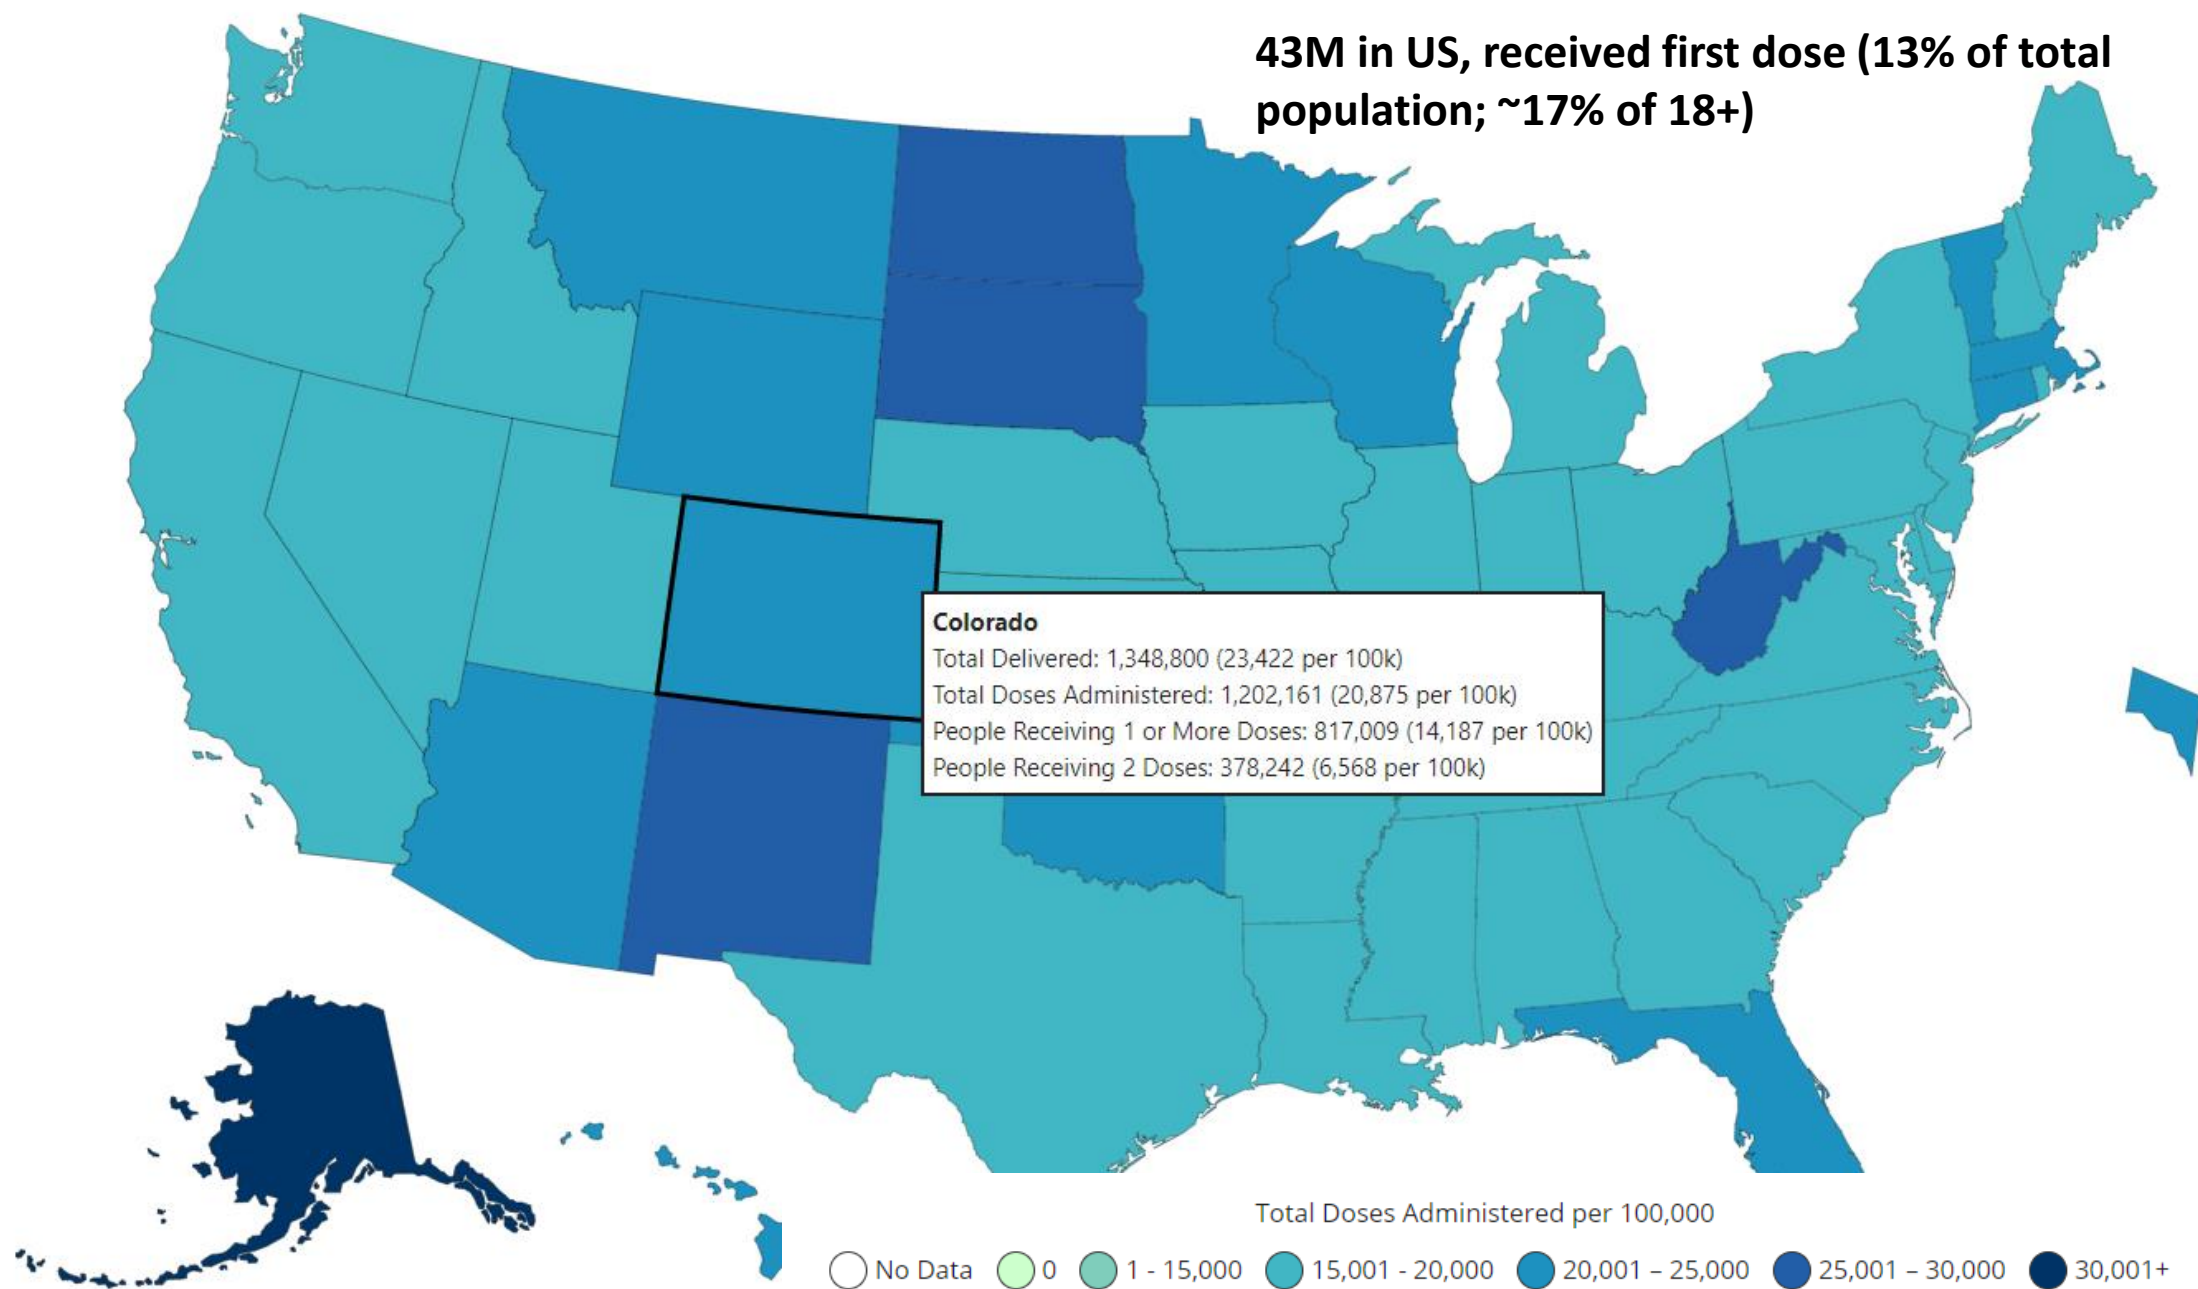 43M in US, received first dose (13% of total
population; ~17% of 18+)
Colorado
Total Delivered: 1,348,800 (23,422 per 100k)
Total Doses Administered: 1,202,161 (20,875 per 100k)
People Receiving 1 or More Doses: 817,009 (14,187 per 100k)
People Receiving 2 Doses: 378,242 (6,568 per 100k)
Total Doses Administered per 100,000
No Data 0 1 - 15,000 15,001 - 20,000 20,001 – 25,000 25,001 – 30,000 30,001+